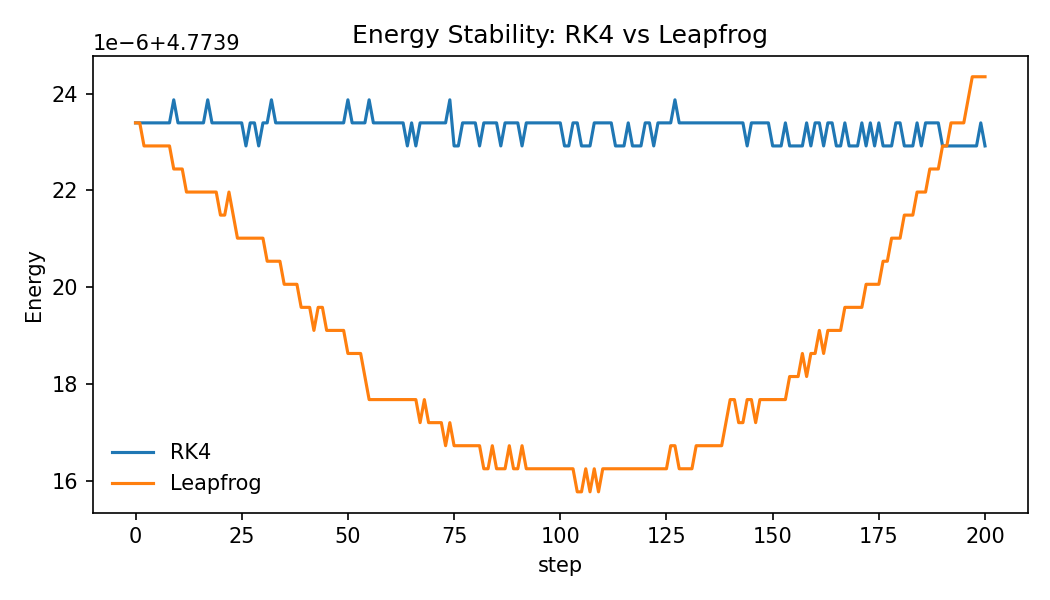 Energy Stability: RK4 vs Leapfrog
1e−6+4.7739
24
22
20
18
16
Energy
RK4
Leapfrog
0 25 50 75 100 125 150 175 200
step